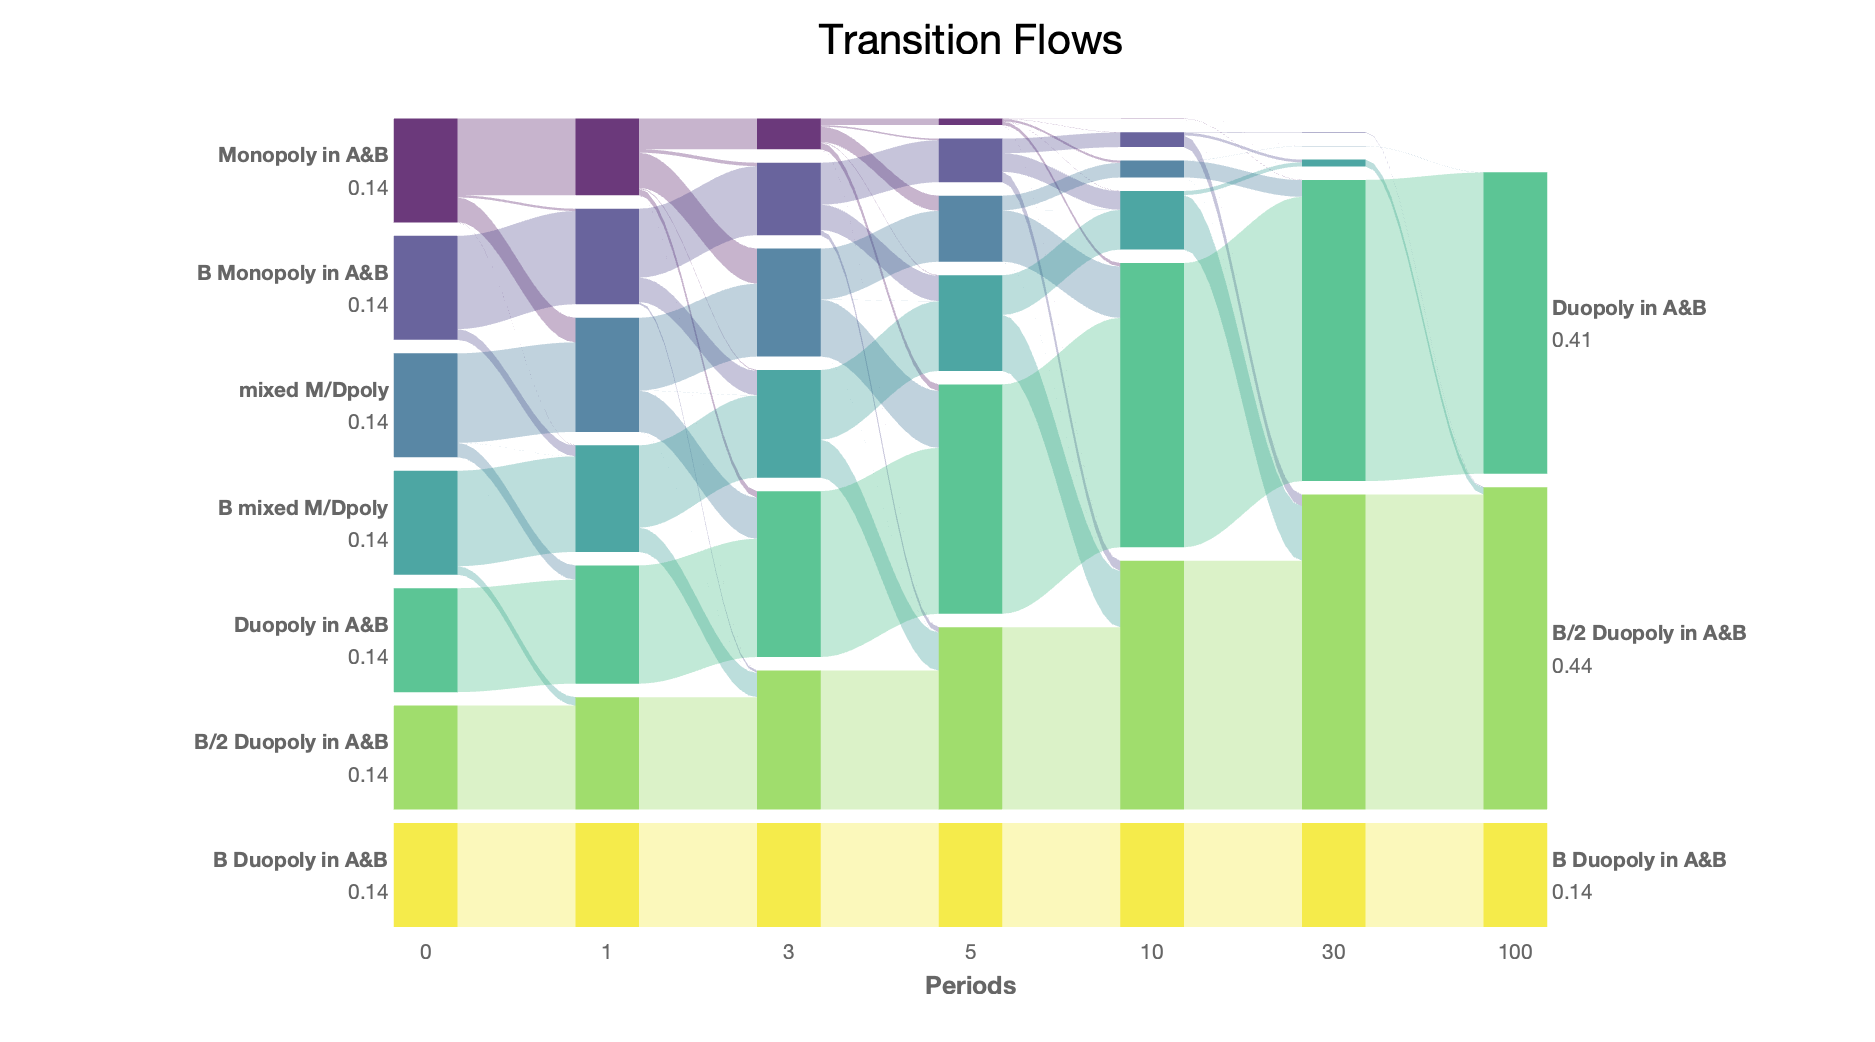 Transition Flows
Monopoly in A&B
0.14
B Monopoly in A&B
0.14
mixed M/Dpoly
0.14
B mixed M/Dpoly
0.14
Duopoly in A&B
0.14
B/2 Duopoly in A&B
0.14
B Duopoly in A&B
0.14
Duopoly in A&B
0.41
B/2 Duopoly in A&B
0.44
B Duopoly in A&B
0.14
0 1 3 5 10 30 100
Periods